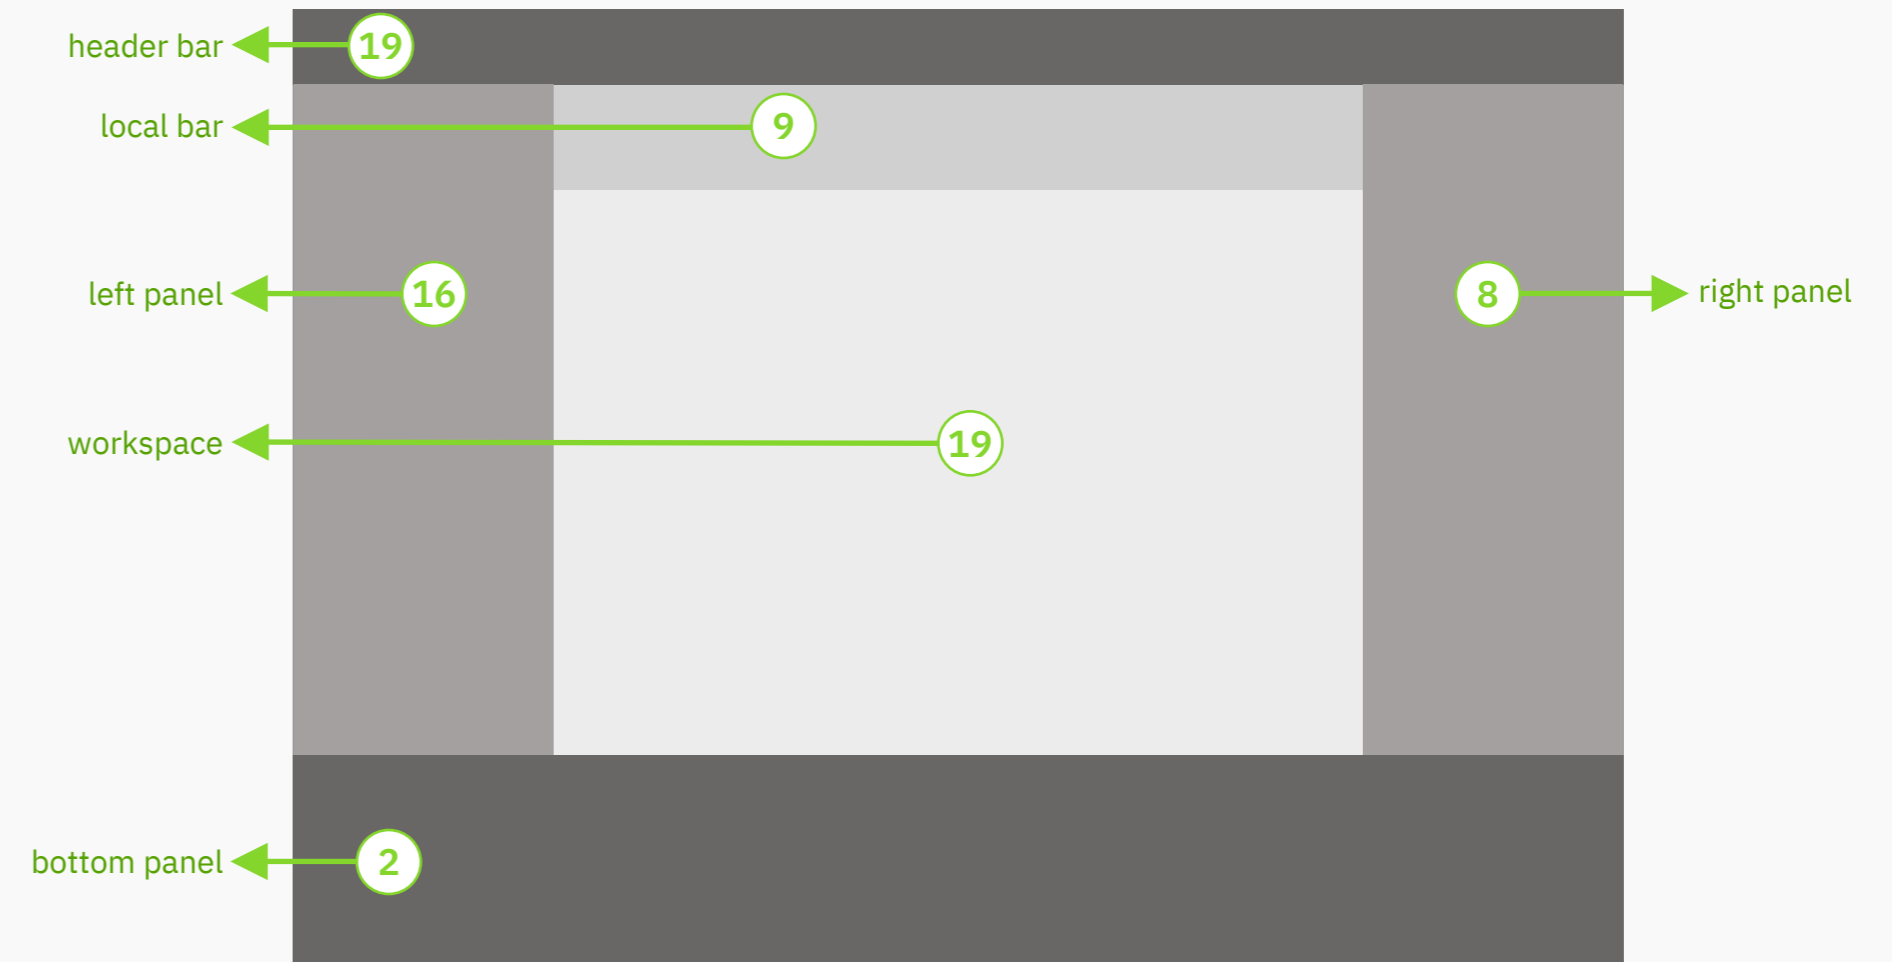 header bar
19
local bar
9
left panel
16
8
right panel
workspace
19
bottom panel
2